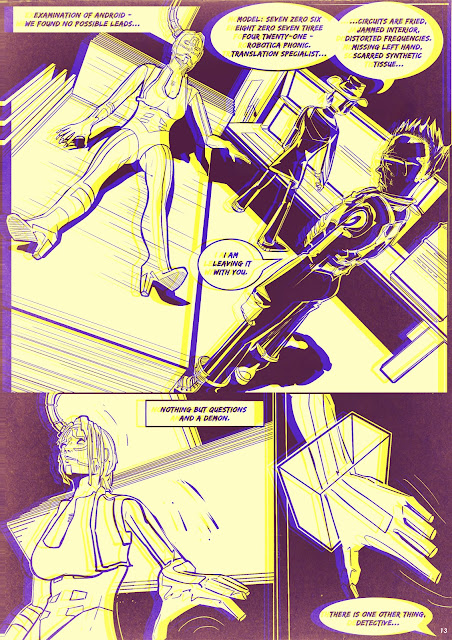 EXAMINATION OF ANDROID -
WE FOUND NO POSSIBLE LEADS...
MODEL: SEVEN ZERO SIX
EIGHT ZERO SEVEN THREE
FOUR TWENTY-ONE -
ROBOTICA PHONIC.
TRANSLATION SPECIALIST...
...CIRCUITS ARE FRIED,
JAMMED INTERIOR,
DISTORTED FREQUENCIES.
MISSING LEFT HAND,
SCARRED SYNTHETIC
TISSUE...
I AM
LEAVING IT
WITH YOU.
NOTHING BUT QUESTIONS
AND A DEMON.
THERE IS ONE OTHER THING,
DETECTIVE...
13